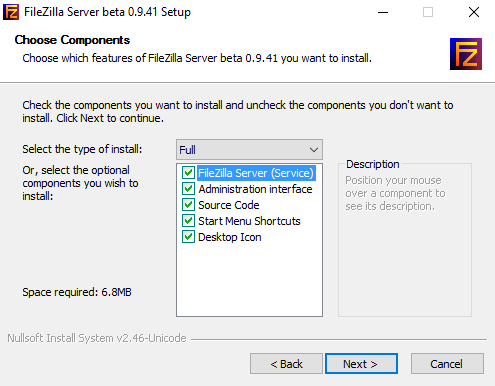 FileZilla Server beta 0.9.41 Setup
Choose Components
Choose which features of FileZilla Server beta 0.9.41 you want to install.
Fz
Check the components you want to install and uncheck the components you don't want to
install. Click Next to continue.
Select the type of install:
Full
Or, select the optional
components you wish to
install:
FileZilla Server (Service)
Administration interface
Source Code
Start Menu Shortcuts
Desktop Icon
Description
Position your mouse
over a component to
see its description.
Space required: 6.8MB
Nullsoft Install System v2.46-Unicode
< Back
Next >
Cancel